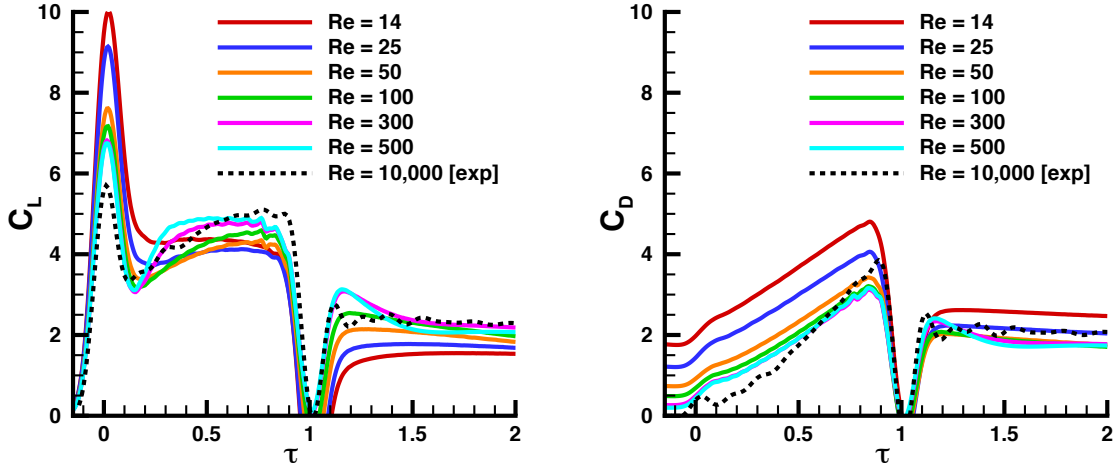 C_L
10
8
6
4
2
0
0
0.5
1
1.5
2
τ
Re = 14
Re = 25
Re = 50
Re = 100
Re = 300
Re = 500
Re = 10,000 [exp]
C_D
10
8
6
4
2
0
0
0.5
1
1.5
2
τ
Re = 14
Re = 25
Re = 50
Re = 100
Re = 300
Re = 500
Re = 10,000 [exp]